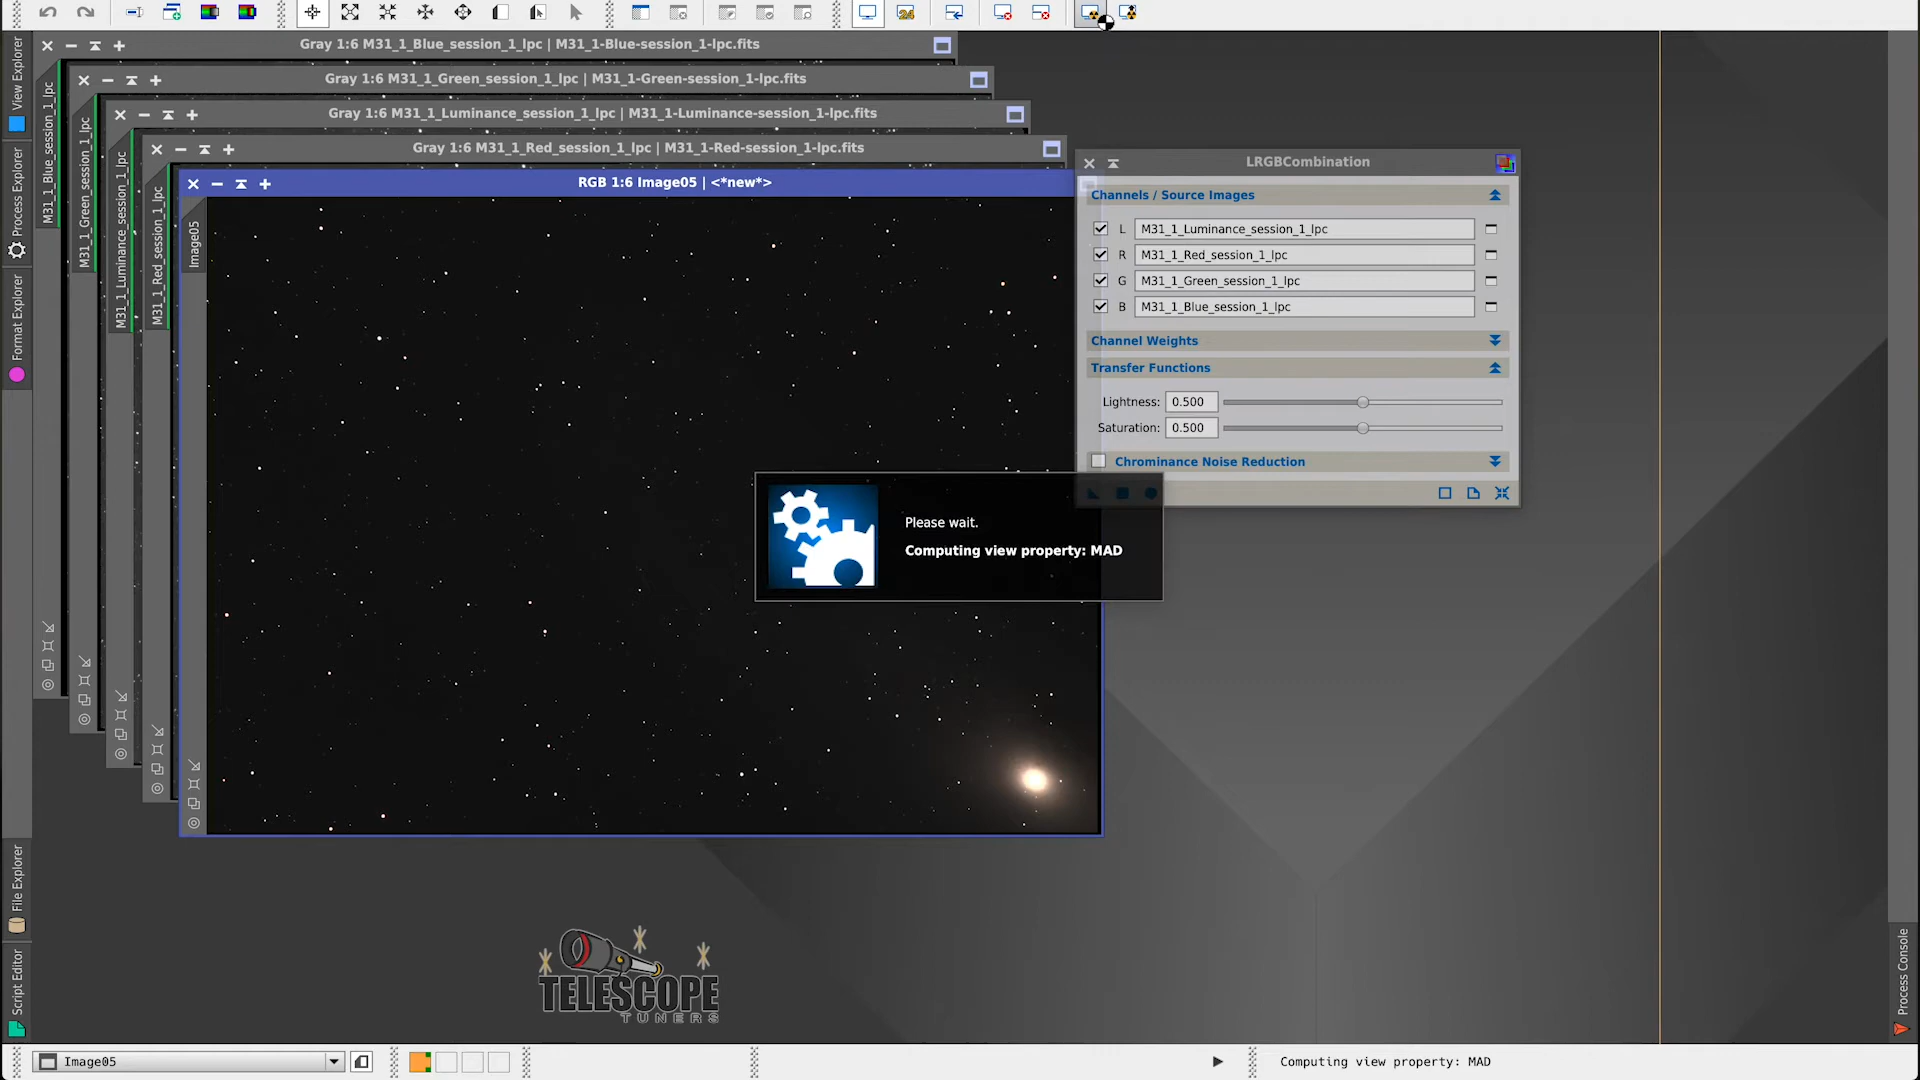 24
Gray 1:6 M31_1_Blue_session_1_lpc | M31_1-Blue-session_1-lpc.fits
Gray 1:6 M31_1_Green_session_1_lpc | M31_1-Green-session_1-lpc.fits
Gray 1:6 M31_1_Luminance_session_1_lpc | M31_1-Luminance-session_1-lpc.fits
Gray 1:6 M31_1_Red_session_1_lpc | M31_1-Red-session_1-lpc.fits
RGB 1:6 Image05 | <*new*>
View Explorer
Process Explorer
Format Explorer
File Explorer
Script Editor
M31_1_Blue_session_1_lpc
M31_1_Green_session_1_lpc
M31_1_Luminance_session_1_lpc
M31_1_Red_session_1_lpc
Image05
LRGBCombination
Channels / Source Images
L M31_1_Luminance_session_1_lpc
R M31_1_Red_session_1_lpc
G M31_1_Green_session_1_lpc
B M31_1_Blue_session_1_lpc
Channel Weights
Transfer Functions
Lightness: 0.500
Saturation: 0.500
Chrominance Noise Reduction
Please wait.
Computing view property: MAD
TELESCOPE
TUNERS
Process Console
Image05
Computing view property: MAD